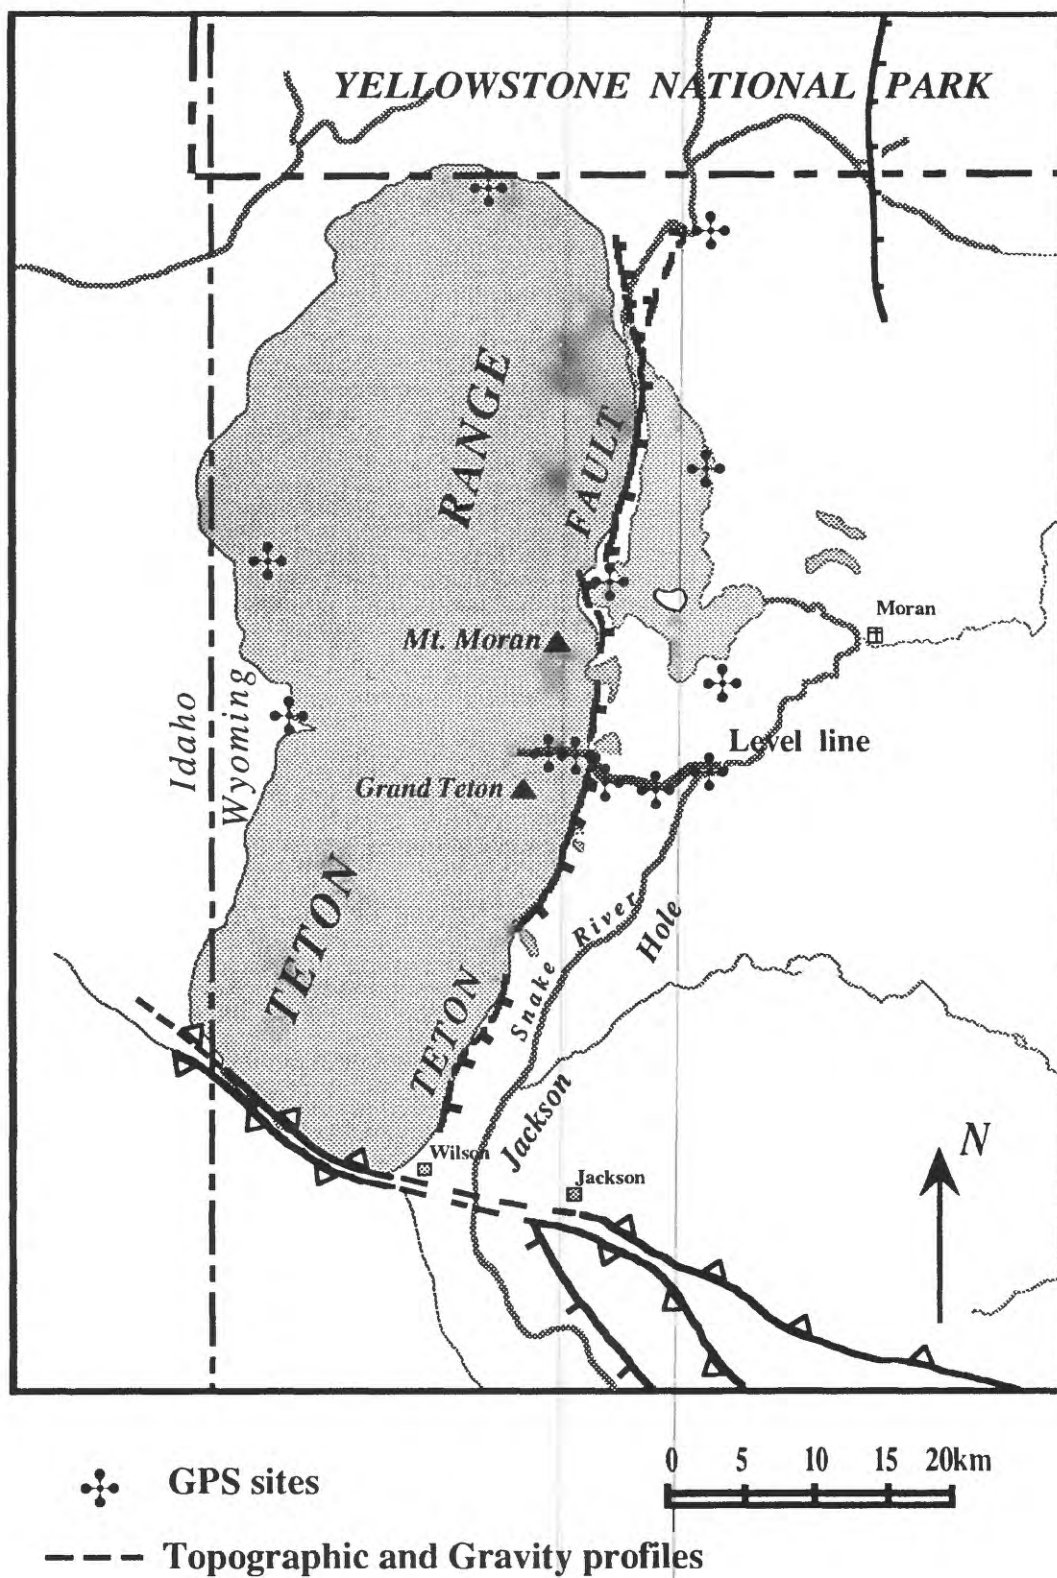 YELLOWSTONE NATIONAL PARK
RANGE
FAULT
Moran
Mt. Moran
Idaho
Wyoming
Level line
Grand Teton
TETON
River
Hole
Snake
TETON
Jackson
N
Wilson
Jackson
0 5 10 15 20km
GPS sites
Topographic and Gravity profiles